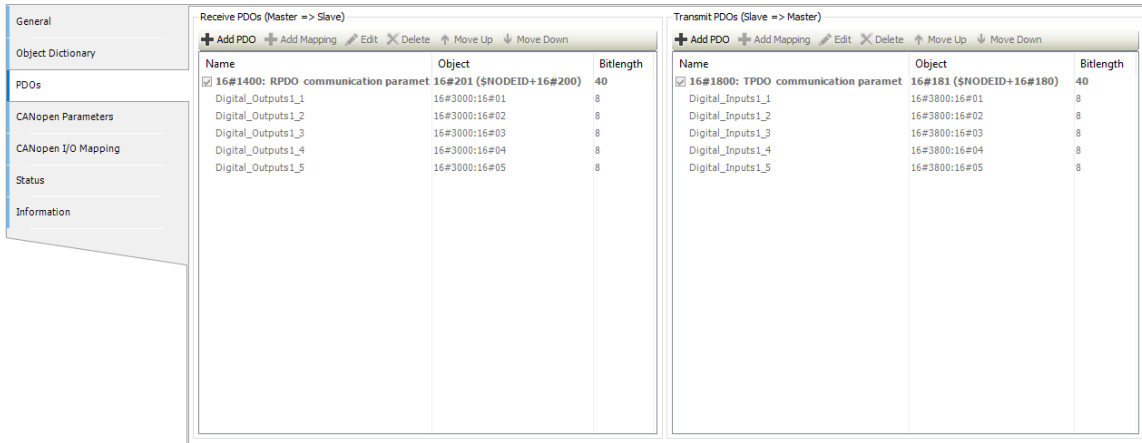 General
Object Dictionary
PDOs
CANopen Parameters
CANopen I/O Mapping
Status
Information
Receive PDOs (Master => Slave)
Add PDO Add Mapping Edit Delete Move Up Move Down
Name Object Bitlength
16#1400: RPDO communication paramet 16#201 ($NODEID+16#200) 40
Digital_Outputs1_1 16#3000:16#01 8
Digital_Outputs1_2 16#3000:16#02 8
Digital_Outputs1_3 16#3000:16#03 8
Digital_Outputs1_4 16#3000:16#04 8
Digital_Outputs1_5 16#3000:16#05 8
Transmit PDOs (Slave => Master)
Add PDO Add Mapping Edit Delete Move Up Move Down
Name Object Bitlength
16#1800: TPDO communication paramet 16#181 ($NODEID+16#180) 40
Digital_Inputs1_1 16#3800:16#01 8
Digital_Inputs1_2 16#3800:16#02 8
Digital_Inputs1_3 16#3800:16#03 8
Digital_Inputs1_4 16#3800:16#04 8
Digital_Inputs1_5 16#3800:16#05 8